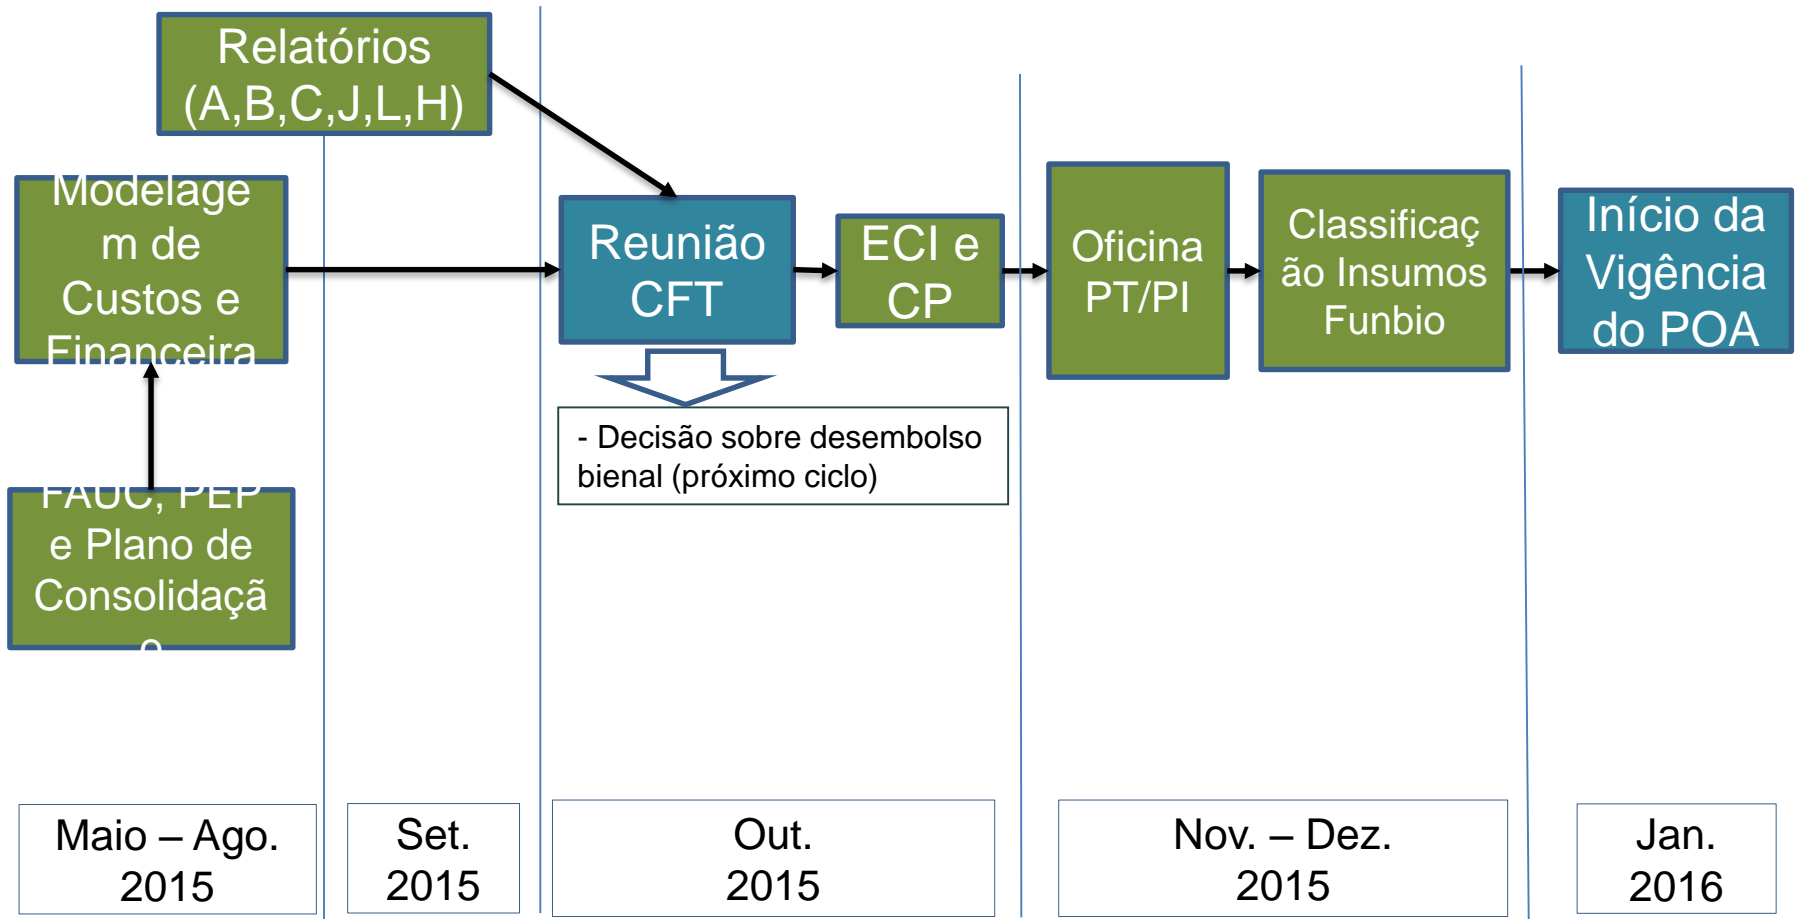 Relatórios
(A,B,C,J,L,H)
Modelage
m de
Custos e
Financeira
FAUC, PEP
e Plano de
Consolidaçã
o
Reunião
CFT
- Decisão sobre desembolso
bienal (próximo ciclo)
ECI e
CP
Oficina
PT/PI
Classificaç
ão Insumos
Funbio
Início da
Vigência
do POA
Maio – Ago.
2015
Set.
2015
Out.
2015
Nov. – Dez.
2015
Jan.
2016